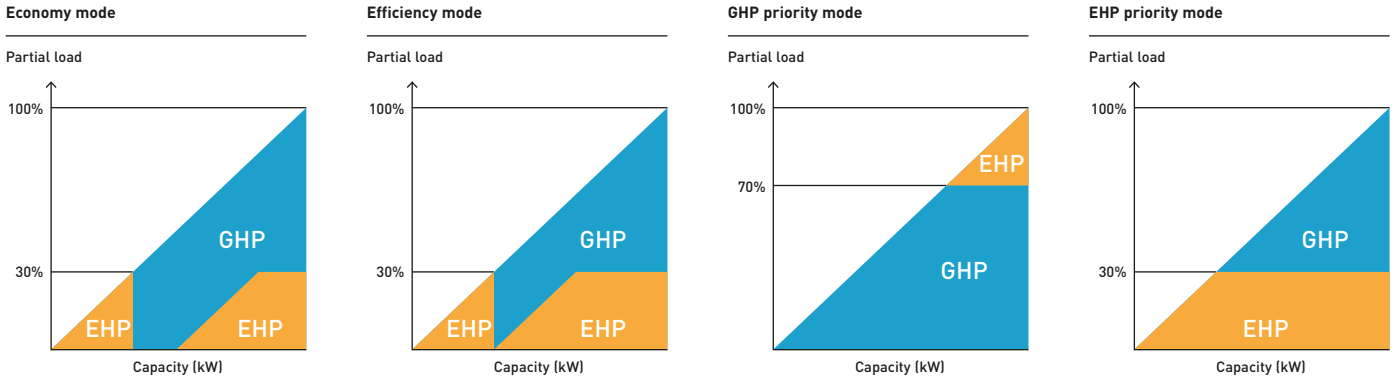 Economy mode
Partial load
100%
30%
GHP
EHP
EHP
Capacity (kW)
Efficiency mode
Partial load
100%
30%
GHP
EHP
EHP
Capacity (kW)
GHP priority mode
Partial load
100%
70%
EHP
GHP
Capacity (kW)
EHP priority mode
Partial load
100%
30%
GHP
EHP
Capacity (kW)